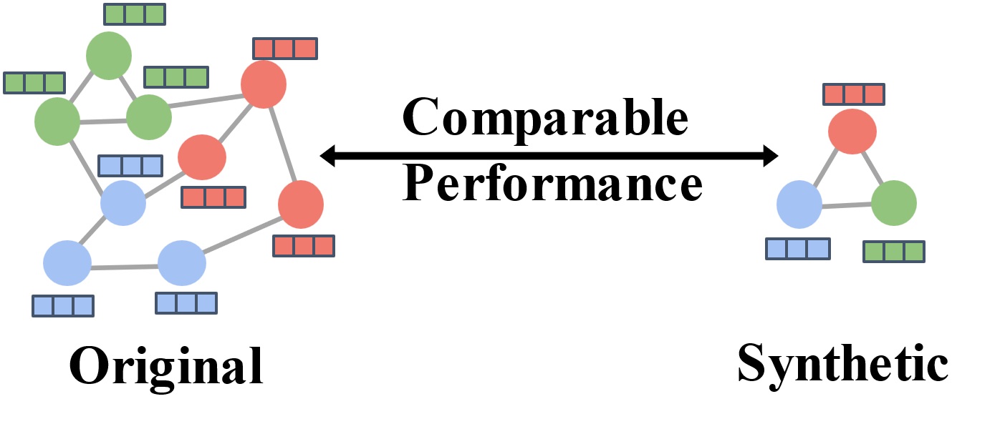 Comparable
Performance
Original
Synthetic